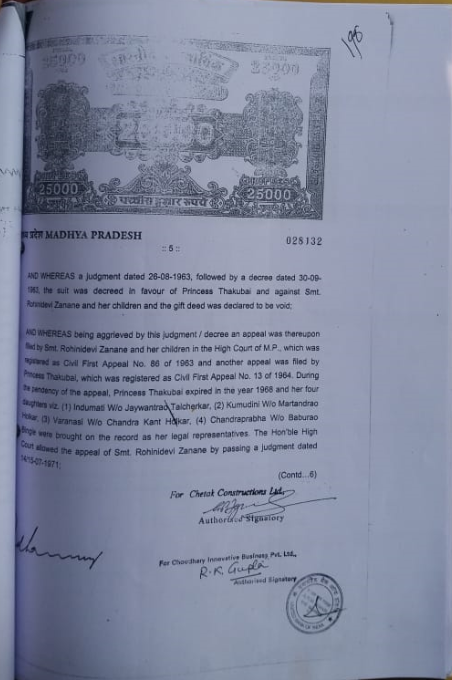 196
25000
25000
25000
25000
25000
पच्चीस हजार रुपये
प्रदेश MADHYA PRADESH
028132
:: 5 ::
AND WHEREAS a judgment dated 26-08-1963, followed by a decree dated 30-09-
1963, the suit was decreed in favour of Princess Thakubai and against Smt.
Rohinidevi Zanane and her children and the gift deed was declared to be void;
AND WHEREAS being aggrieved by this judgment / decree an appeal was thereupon
filed by Smt. Rohinidevi Zanane and her children in the High Court of M.P., which was
registered as Civil First Appeal No. 86 of 1963 and another appeal was filed by
Princess Thakubai, which was registered as Civil First Appeal No. 13 of 1964. During
the pendency of the appeal, Princess Thakubai expired in the year 1968 and her four
daughters viz. (1) Indumati W/o Jaywantrao Talcherkar, (2) Kumudini W/o Martandrao
Holkar, (3) Varanasi W/o Chandra Kant Holkar, (4) Chandraprabha W/o Baburao
were brought on the record as her legal representatives. The Hon'ble High
Court allowed the appeal of Smt. Rohinidevi Zanane by passing a judgment dated
14/15-07-1971;
(Contd...6)
For Chetak Constructions Ltd.,
Authorised Signatory
For Choudhary Innovative Business Pvt. Ltd.,
R.K. Gupta
Authorised Signatory